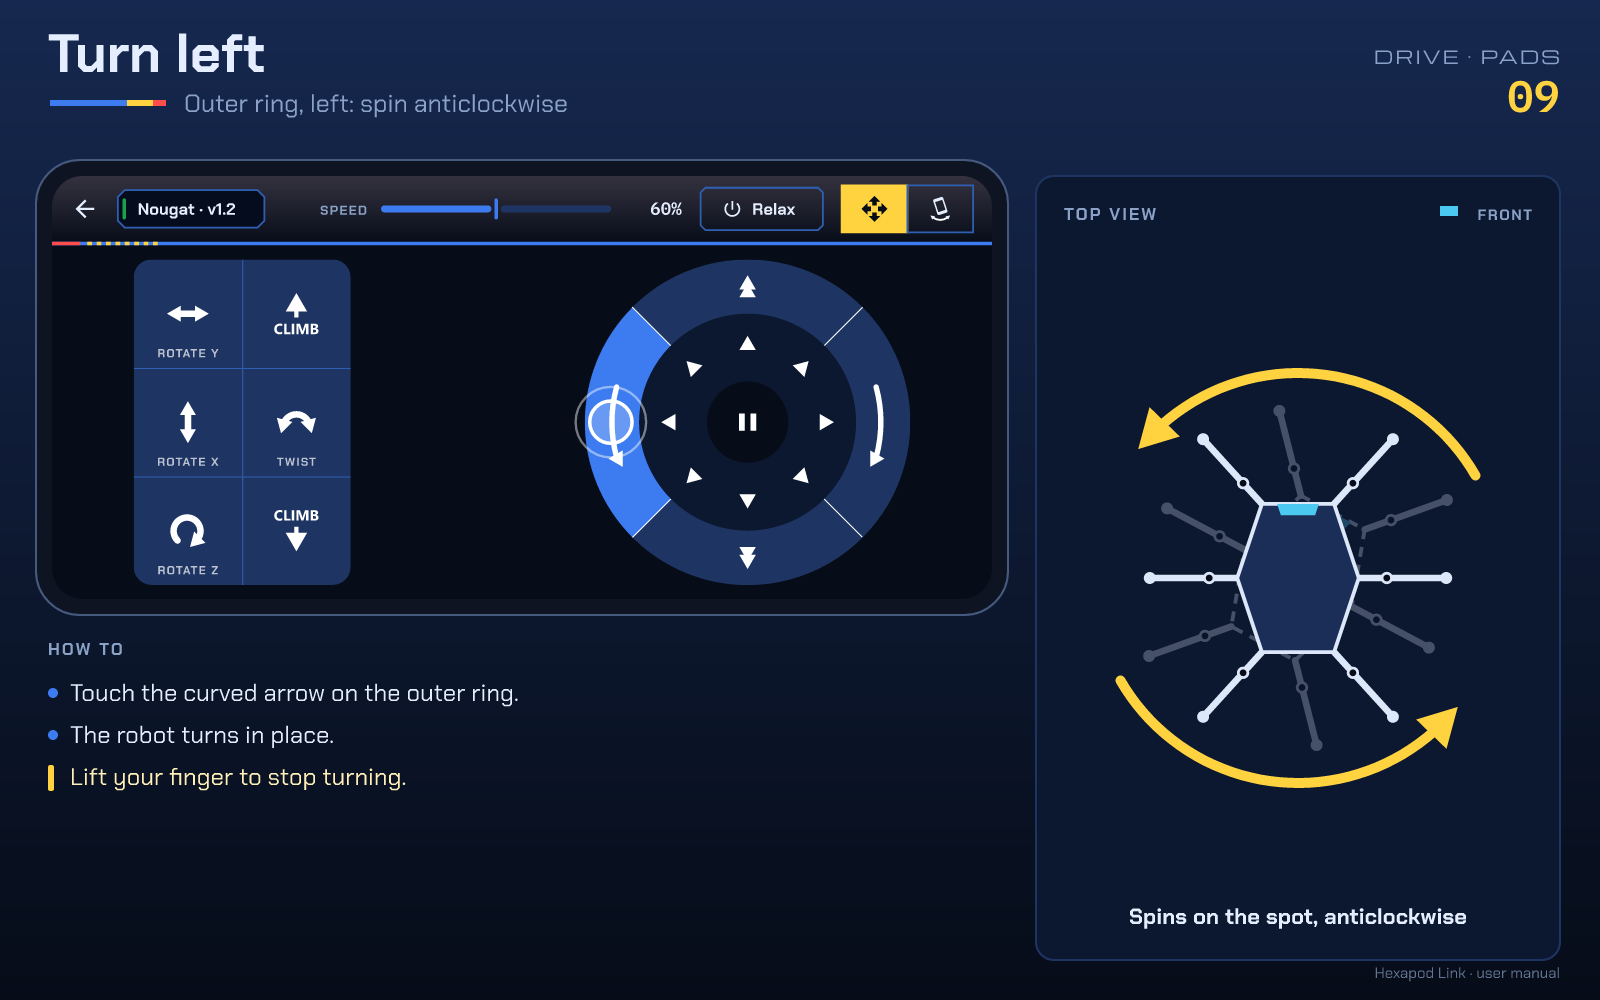 Turn left
Outer ring, left: spin anticlockwise
DRIVE · PADS
09
Nougat · v1.2
SPEED
60%
Relax
ROTATE Y
CLIMB
ROTATE X
TWIST
ROTATE Z
CLIMB
TOP VIEW
FRONT
Spins on the spot, anticlockwise
HOW TO
Touch the curved arrow on the outer ring.
The robot turns in place.
Lift your finger to stop turning.
Hexapod Link · user manual